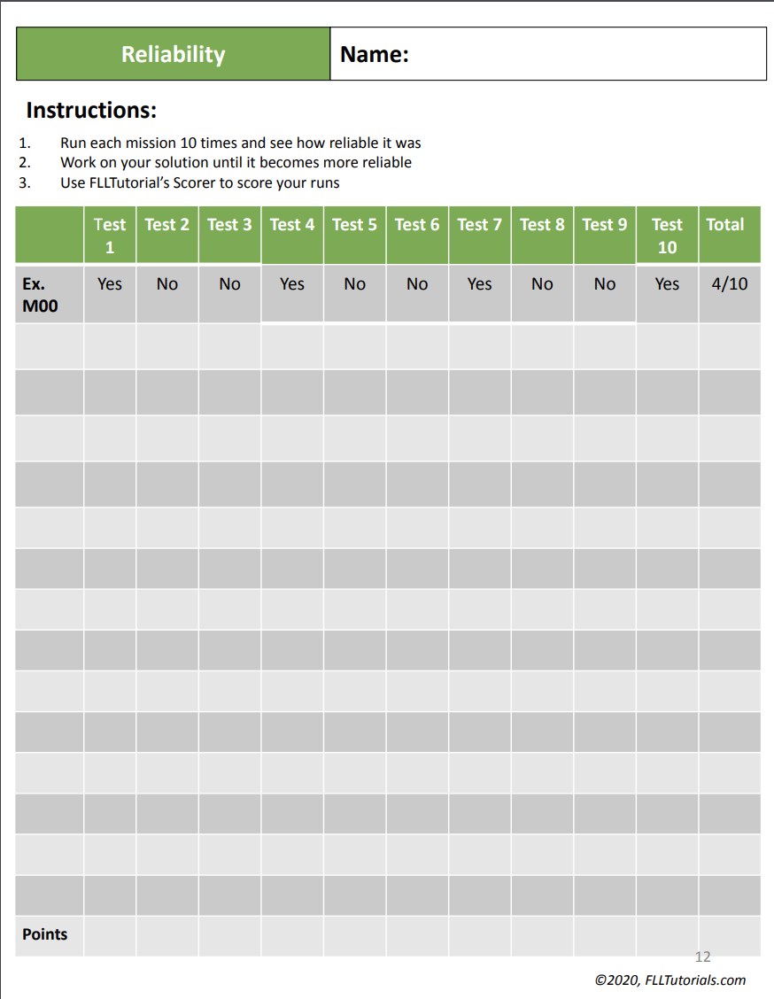 Reliability
Name:
Instructions:
1. Run each mission 10 times and see how reliable it was
2. Work on your solution until it becomes more reliable
3. Use FLLTutorial's Scorer to score your runs
Test 1 Test 2 Test 3 Test 4 Test 5 Test 6 Test 7 Test 8 Test 9 Test 10 Total
Ex. M00 Yes No No Yes No No Yes No No Yes 4/10
Points
12
©2020, FLLTutorials.com